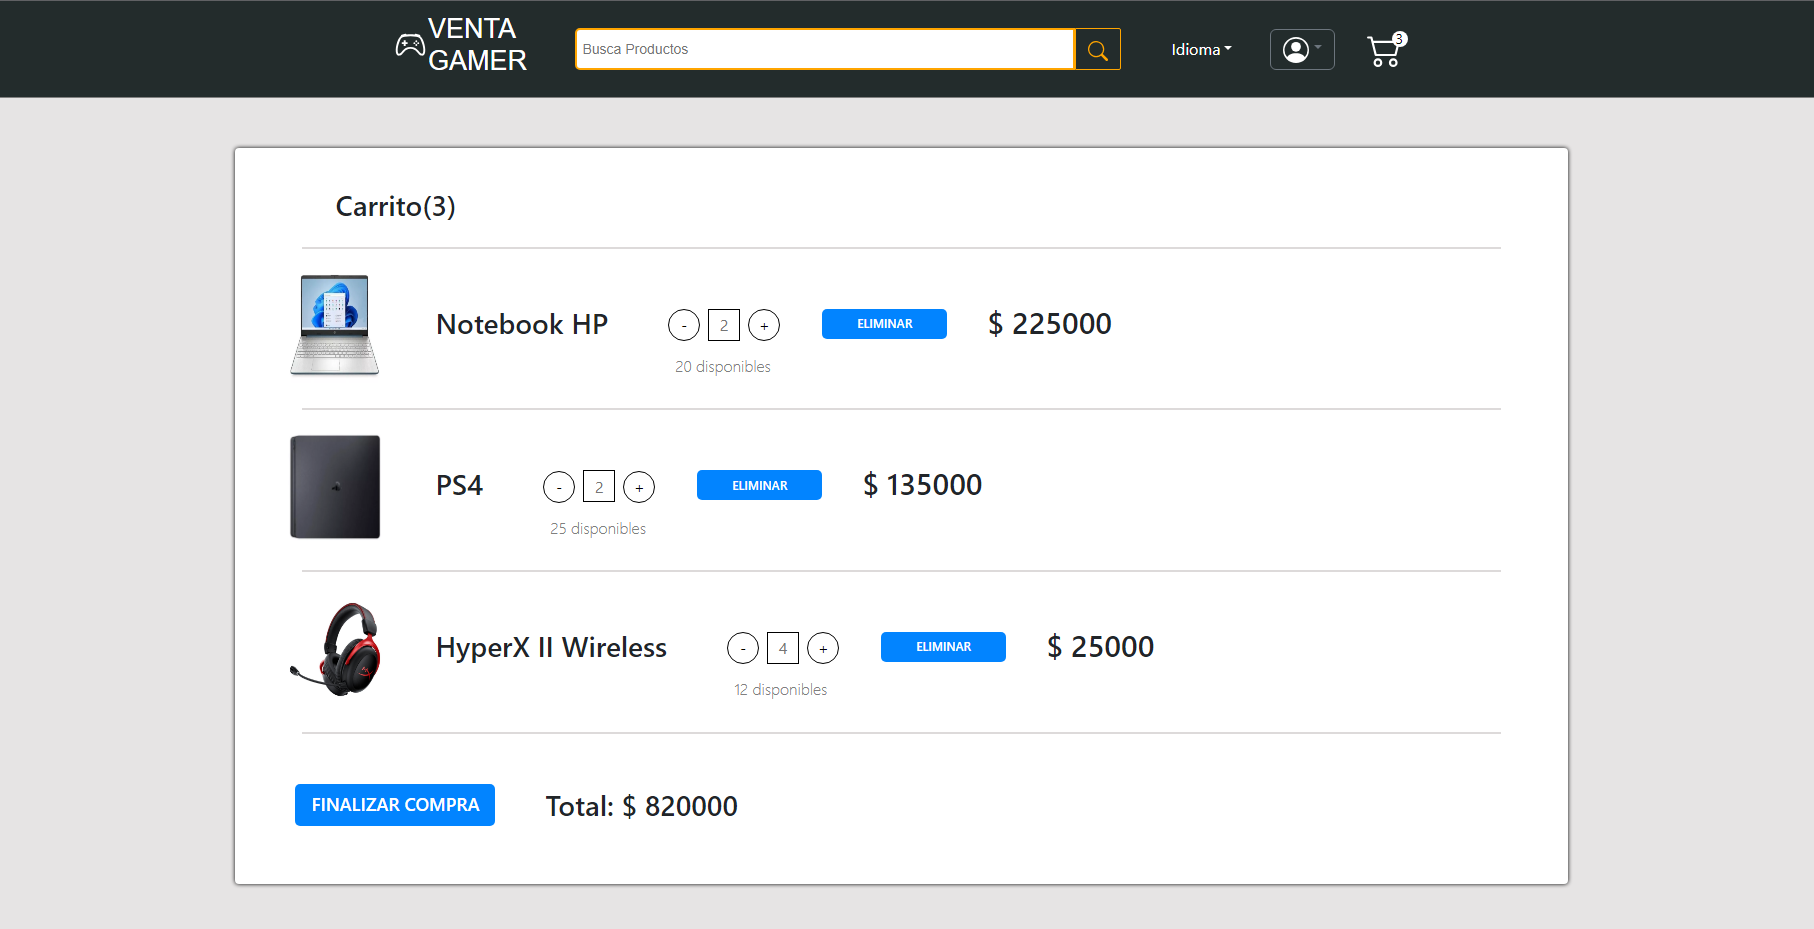 VENTA
GAMER
Busca Productos
Idioma
3
Carrito(3)
Notebook HP - 2 + ELIMINAR $ 225000
20 disponibles
PS4 - 2 + ELIMINAR $ 135000
25 disponibles
HyperX II Wireless - 4 + ELIMINAR $ 25000
12 disponibles
FINALIZAR COMPRA Total: $ 820000